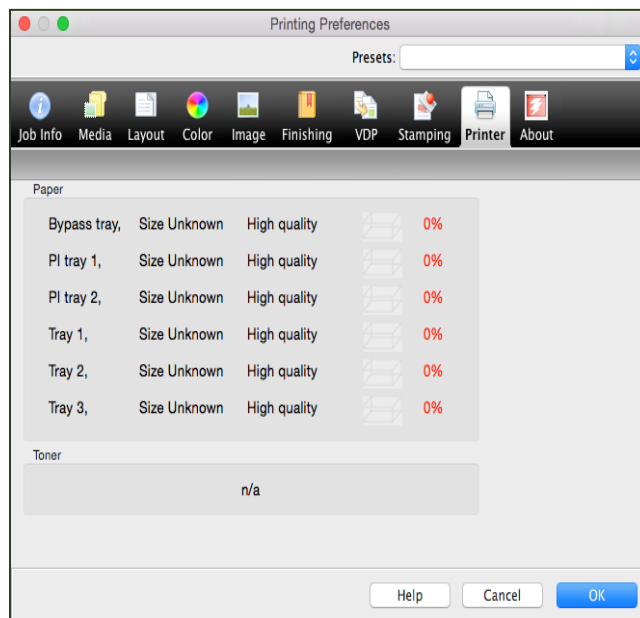 Printing Preferences
Presets:
Job Info Media Layout Color Image Finishing VDP Stamping Printer About
Paper
Bypass tray, Size Unknown High quality 0%
PI tray 1, Size Unknown High quality 0%
PI tray 2, Size Unknown High quality 0%
Tray 1, Size Unknown High quality 0%
Tray 2, Size Unknown High quality 0%
Tray 3, Size Unknown High quality 0%
Toner
n/a
Help Cancel OK